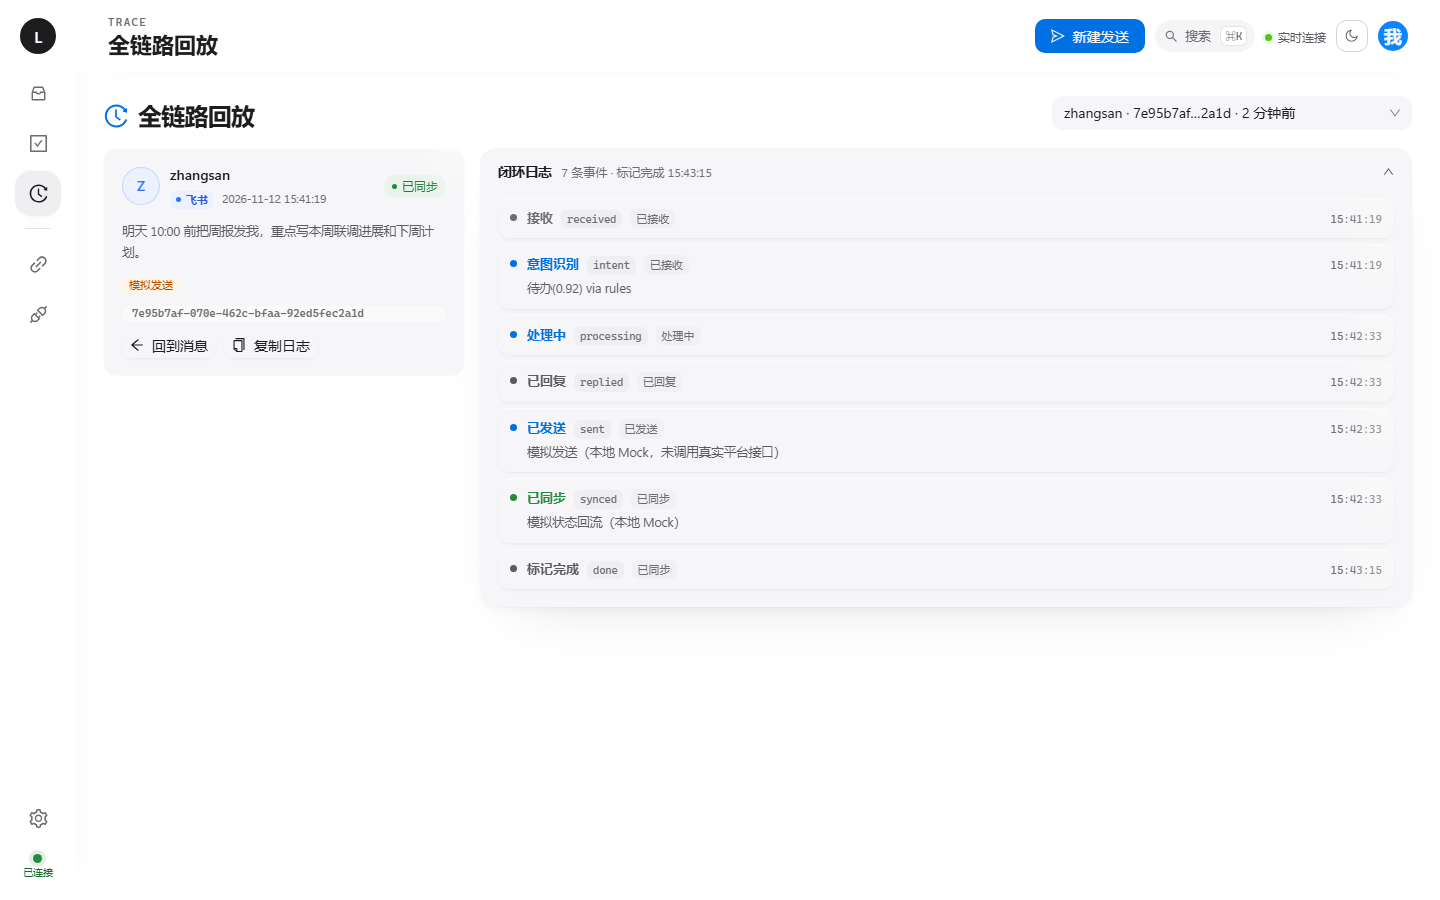 L
TRACE
全链路回放
新建发送
搜索 ⌘K
实时连接
我
全链路回放
zhangsan · 7e95b7af…2a1d · 2 分钟前
Z
zhangsan
飞书 2026-11-12 15:41:19
已同步
明天 10:00 前把周报发我，重点写本周联调进展和下周计
划。
模拟发送
7e95b7af-070e-462c-bfaa-92ed5fec2a1d
回到消息 复制日志
闭环日志 7 条事件 · 标记完成 15:43:15
接收 received 已接收 15:41:19
意图识别 intent 已接收 15:41:19
待办(0.92) via rules
处理中 processing 处理中 15:42:33
已回复 replied 已回复 15:42:33
已发送 sent 已发送 15:42:33
模拟发送（本地 Mock，未调用真实平台接口）
已同步 synced 已同步 15:42:33
模拟状态回流（本地 Mock）
标记完成 done 已同步 15:43:15
已连接